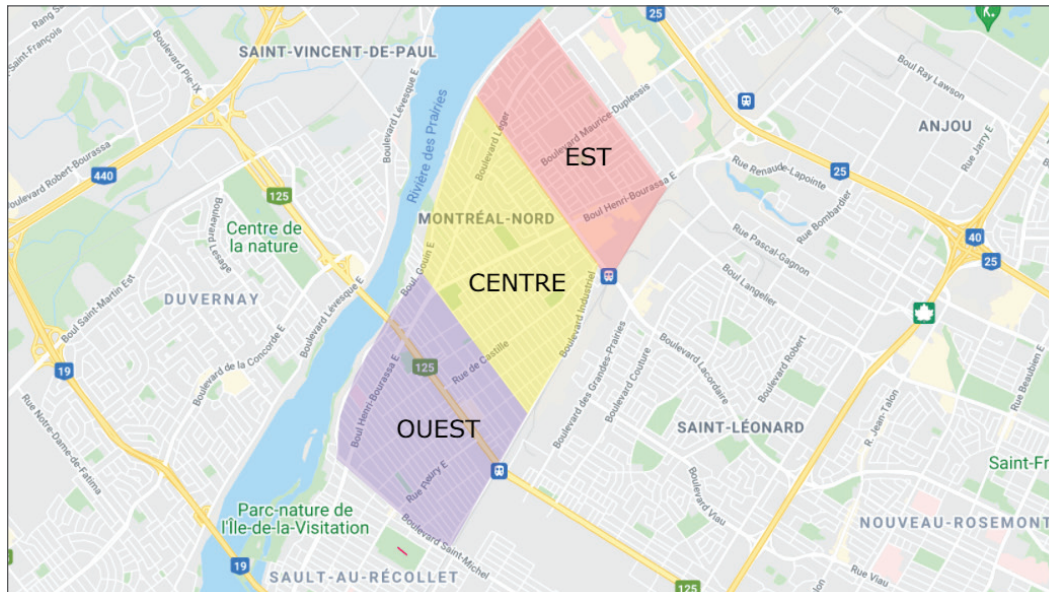 Rang S
Saint-François
SAINT-VINCENT-DE-PAUL
Boulevard Pie-IX
Boulevard Lévesque E
25
Boul Ray Lawson
ANJOU
Rue Jarry E
Boulevard Robert-Bourassa
440
125
Rivière des Prairies
Boulevard Léger
Boulevard Maurice-Duplessis
EST
Rue Renaude-Lapointe
25
Rue Bombardier
Boulevard Lesage
Centre de
la nature
MONTRÉAL-NORD
Boul Henri-Bourassa E
Rue Pascal-Gagnon
40
25
Boul Gouin E
CENTRE
Boul Langelier
Boul Saint-Martin Est
DUVERNAY
Boulevard Lévesque E
Boulevard Industriel
Boulevard de la Concorde E
125
Rue de Castille
Boulevard des Grandes-Prairies
Boulevard Couture
Boulevard Lacordaire
Boulevard Robert
Rue Beaubien E
19
Boul Henri-Bourassa E
Rue Notre-Dame-de-Fatima
OUEST
R. Jean-Talon
SAINT-LÉONARD
Rue Fleury E
Boulevard Viau
Saint-Fr
Parc-nature de
l'Île-de-la-Visitation
Boulevard Saint-Michel
NOUVEAU-ROSEMONT
19
SAULT-AU-RÉCOLLET
125
Rue Viau